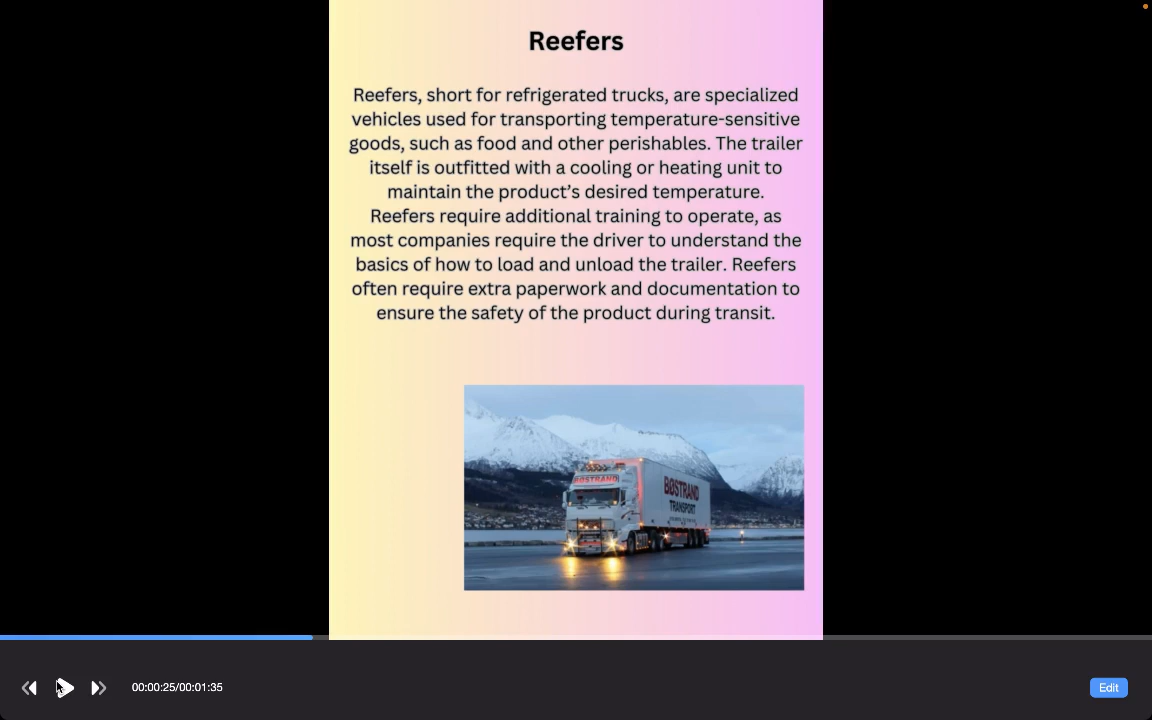 Reefers
Reefers, short for refrigerated trucks, are specialized
vehicles used for transporting temperature-sensitive
goods, such as food and other perishables. The trailer
itself is outfitted with a cooling or heating unit to
maintain the product’s desired temperature.
Reefers require additional training to operate, as
most companies require the driver to understand the
basics of how to load and unload the trailer. Reefers
often require extra paperwork and documentation to
ensure the safety of the product during transit.
BØSTRAND
BØSTRAND
TRANSPORT
00:00:25/00:01:35
Edit